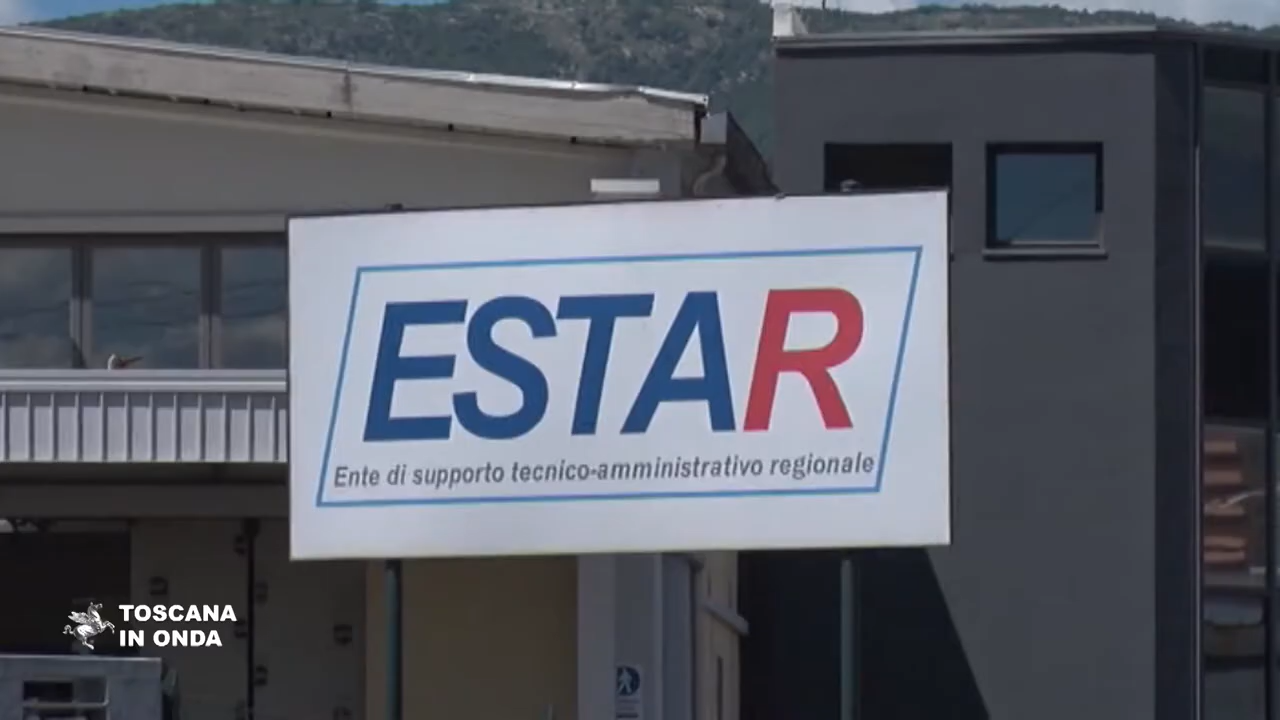 ESTAR
Ente di supporto tecnico-amministrativo regionale
TOSCANA
IN ONDA